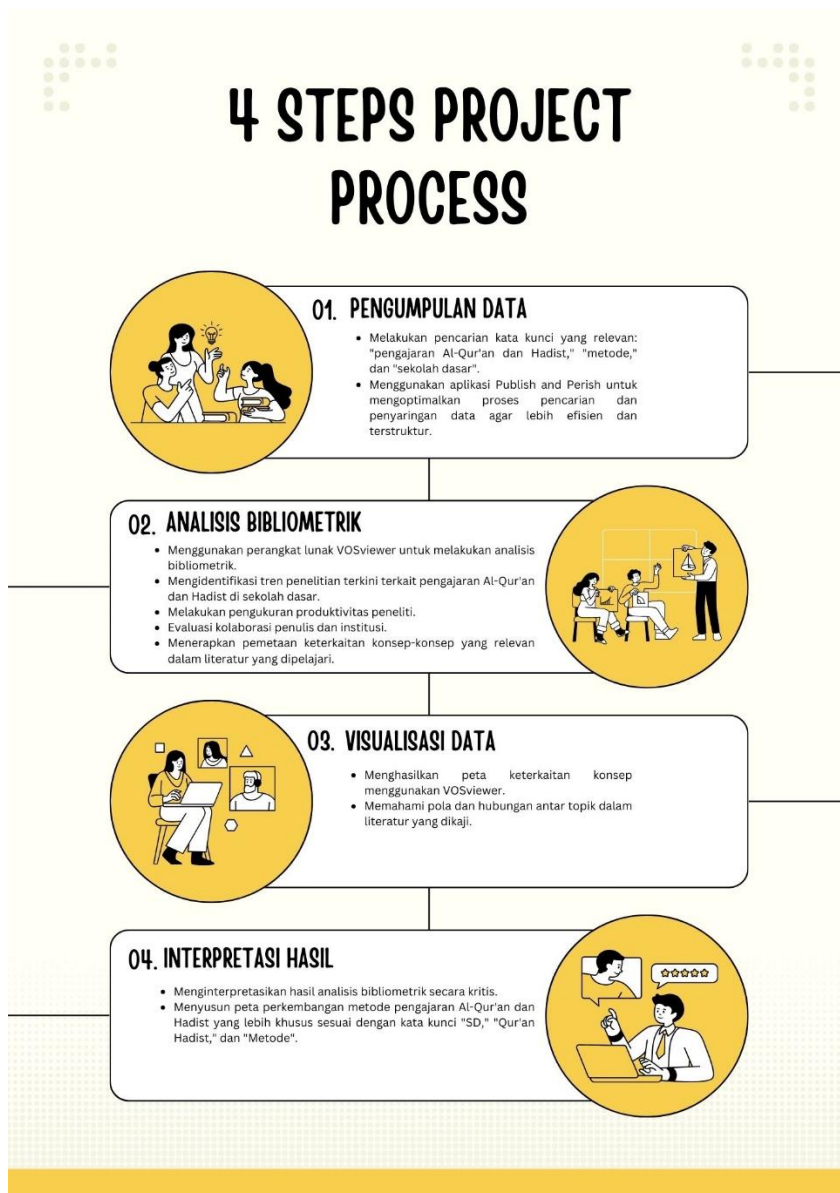 4 STEPS PROJECT
PROCESS
01. PENGUMPULAN DATA
• Melakukan pencarian kata kunci yang relevan:
"pengajaran Al-Qur'an dan Hadist," "metode,"
dan "sekolah dasar".
• Menggunakan aplikasi Publish and Perish untuk
mengoptimalkan proses pencarian dan
penyaringan data agar lebih efisien dan
terstruktur.
02. ANALISIS BIBLIOMETRIK
• Menggunakan perangkat lunak VOSviewer untuk melakukan analisis
bibliometrik.
• Mengidentifikasi tren penelitian terkini terkait pengajaran Al-Qur'an
dan Hadist di sekolah dasar.
• Melakukan pengukuran produktivitas peneliti.
• Evaluasi kolaborasi penulis dan institusi.
• Menerapkan pemetaan keterkaitan konsep-konsep yang relevan
dalam literatur yang dipelajari.
03. VISUALISASI DATA
• Menghasilkan peta keterkaitan konsep
menggunakan VOSviewer.
• Memahami pola dan hubungan antar topik dalam
literatur yang dikaji.
04. INTERPRETASI HASIL
• Menginterpretasikan hasil analisis bibliometrik secara kritis.
• Menyusun peta perkembangan metode pengajaran Al-Qur'an dan
Hadist yang lebih khusus sesuai dengan kata kunci "SD," "Qur'an
Hadist," dan "Metode".